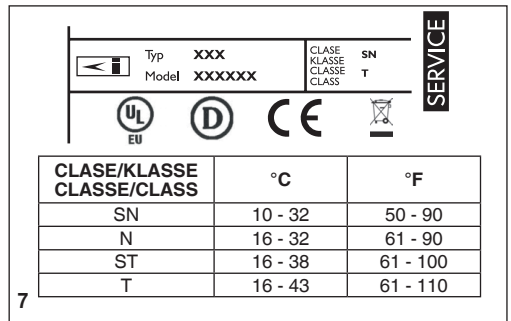 Typ XXX
Model XXXXXX
CLASE
KLASSE
CLASSE
CLASS
SN
T
SERVICE
UL
EU
D
CE
CLASE/KLASSE CLASSE/CLASS °C °F
SN 10 - 32 50 - 90
N 16 - 32 61 - 90
ST 16 - 38 61 - 100
T 16 - 43 61 - 110
7